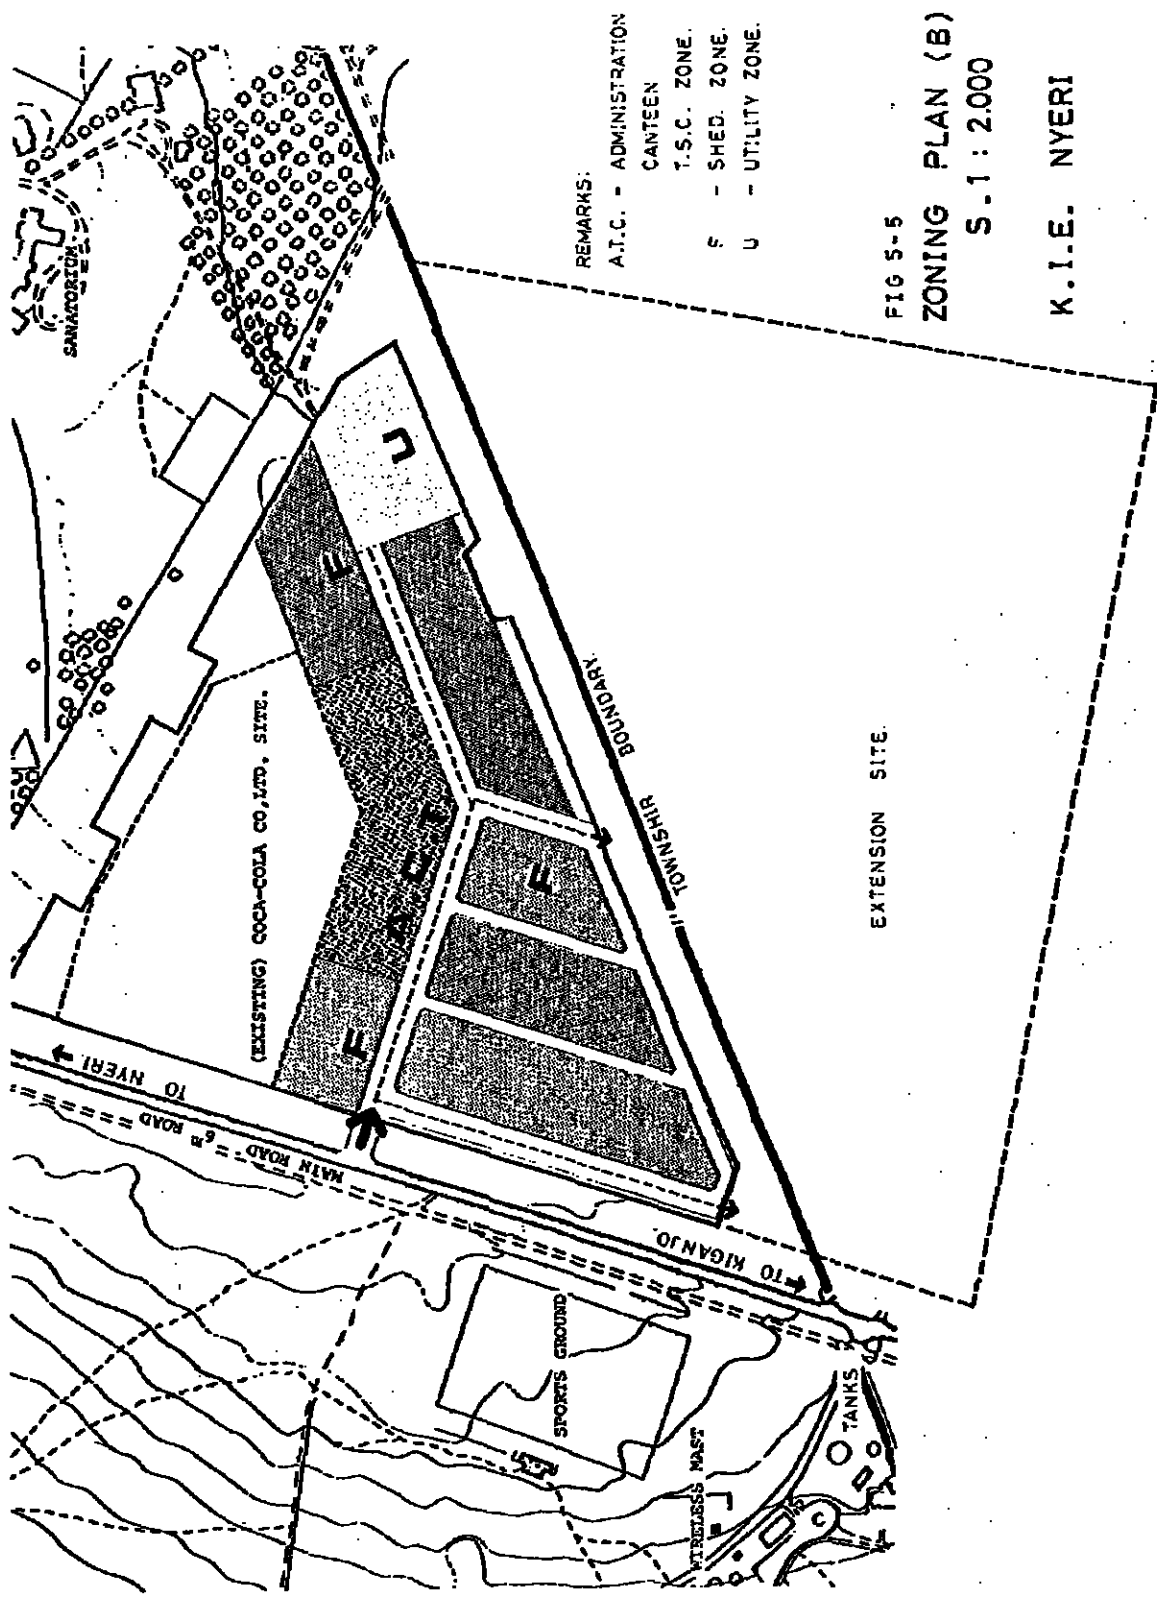 SANATORIUM
(EXISTING) COCA-COLA CO,LTD. SITE.
F
U
F
A.C.T.
F
TO NYERI
MAIN ROAD 6 M ROAD
TO KIGANJO
TOWNSHIP BOUNDARY
EXTENSION SITE.
SPORTS GROUND
WIRELESS MAST
TANKS
C
REMARKS:
A.T.C. - ADMINISTRATION
CANTEEN
T.S.C. ZONE.
F - SHED. ZONE.
U - UTILITY ZONE.
FIG 5-5
ZONING PLAN (B)
S.1 : 2.000
K.I.E. NYERI